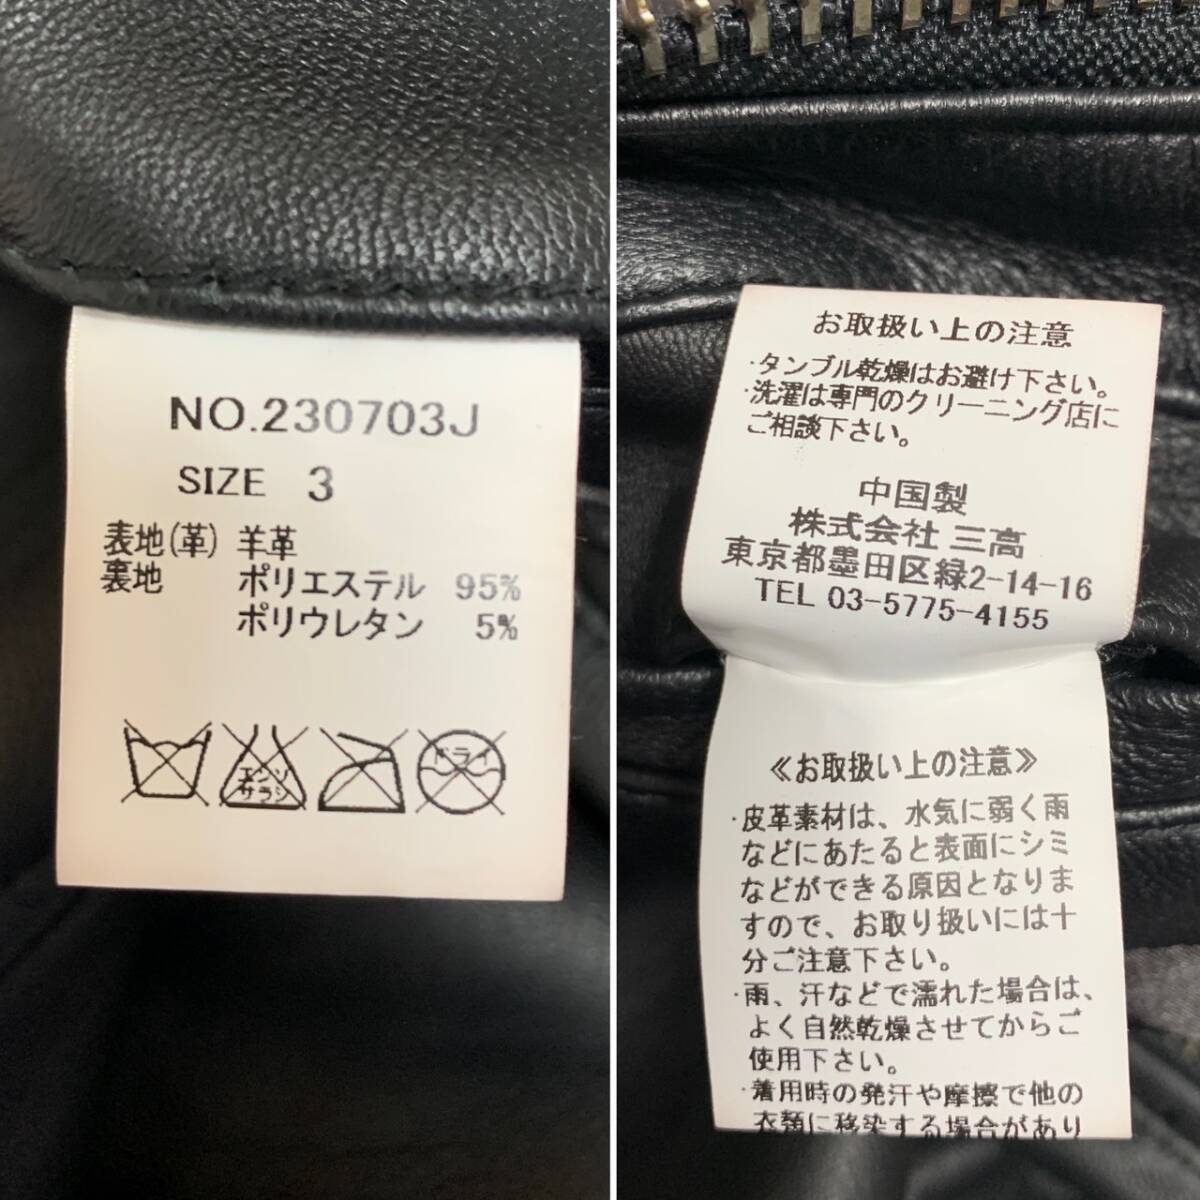 NO.230703J
SIZE 3
表地(革) 羊革
裏地 ポリエステル 95%
ポリウレタン 5%
エンソ
サラシ
ドライ
お取扱い上の注意
・タンブル乾燥はお避け下さい。
・洗濯は専門のクリーニング店に
ご相談下さい。
中国製
株式会社 三高
東京都墨田区緑2-14-16
TEL 03-5775-4155
≪お取扱い上の注意≫
・皮革素材は、水気に弱く雨
などにあたると表面にシミ
などができる原因となりま
すので、お取り扱いには十
分ご注意下さい。
・雨、汗などで濡れた場合は、
よく自然乾燥させてからご
使用下さい。
・着用時の発汗や摩擦で他の
衣類に移染する場合があり